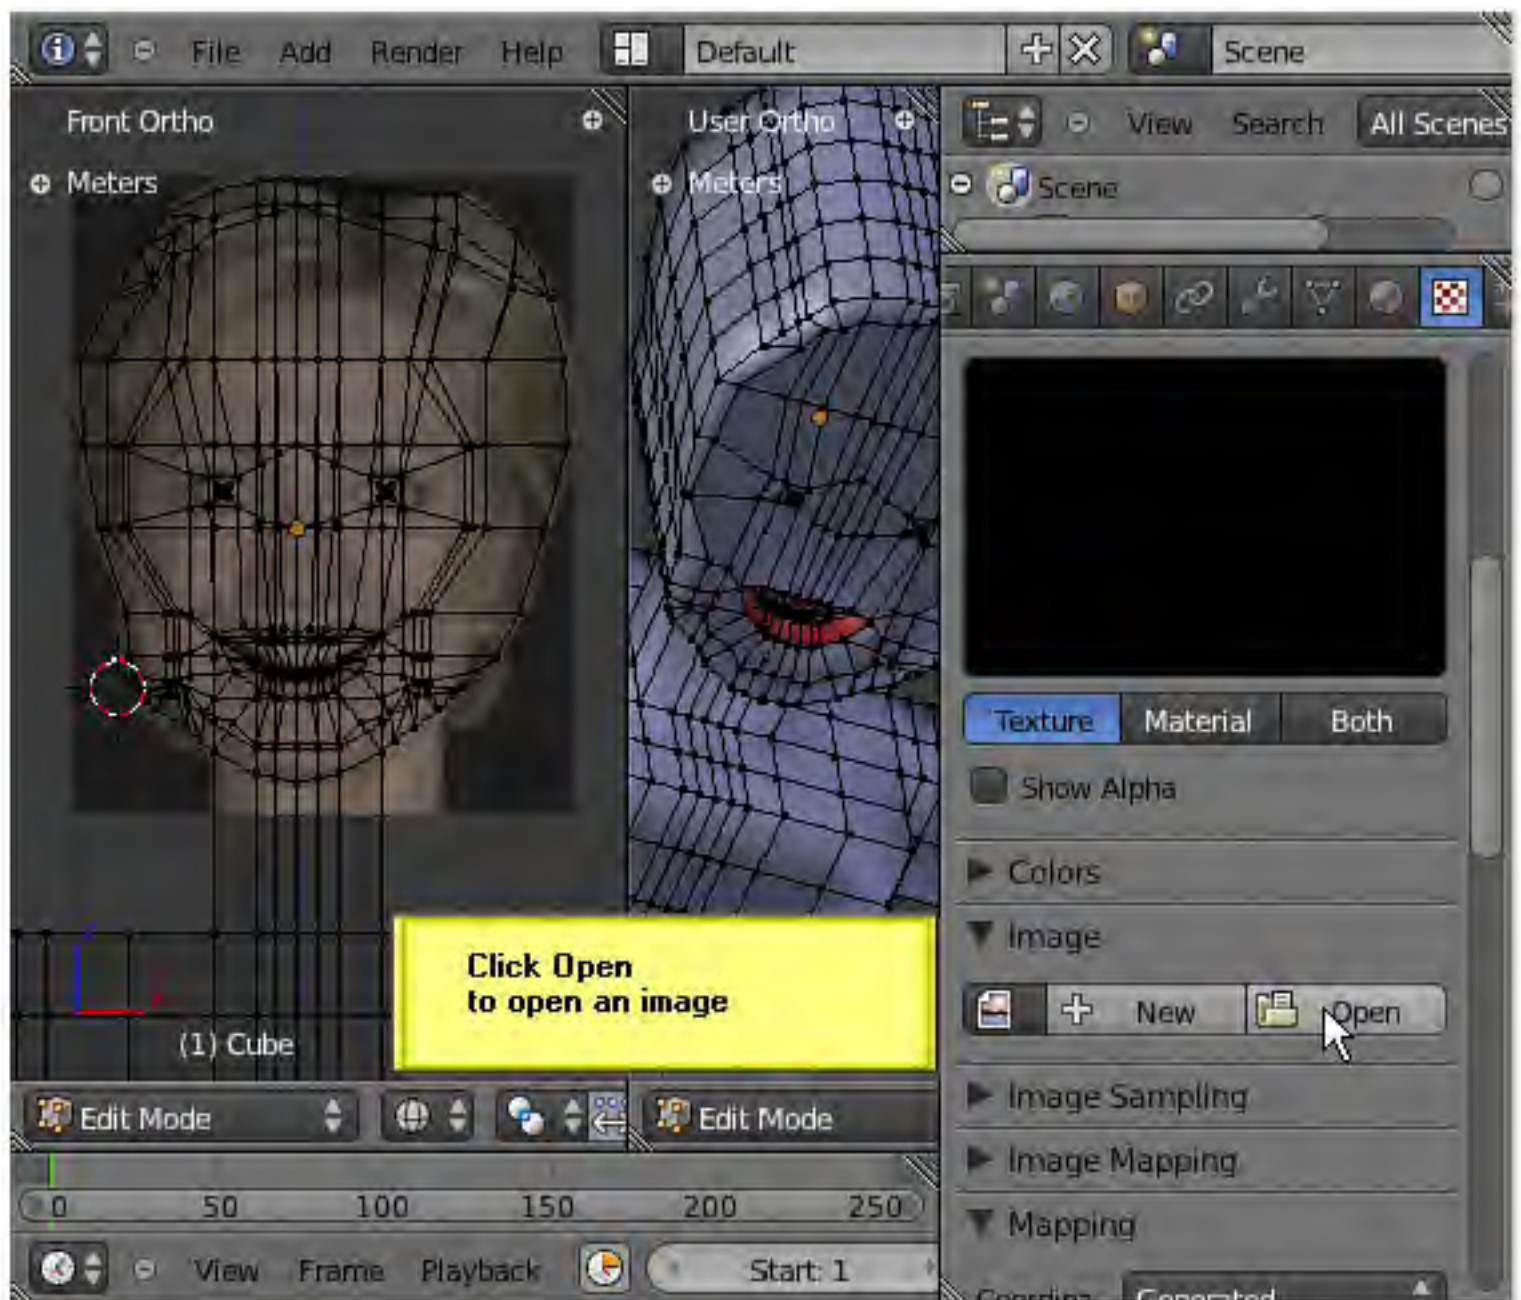 File Add Render Help Default Scene
Front Ortho
Meters
User Ortho
Meters
View Search All Scenes
Scene
Texture Material Both
Show Alpha
Colors
Image
New Open
Image Sampling
Image Mapping
Mapping
Click Open
to open an image
(1) Cube
Edit Mode
Edit Mode
0 50 100 150 200 250
View Frame Playback Start: 1
Generated